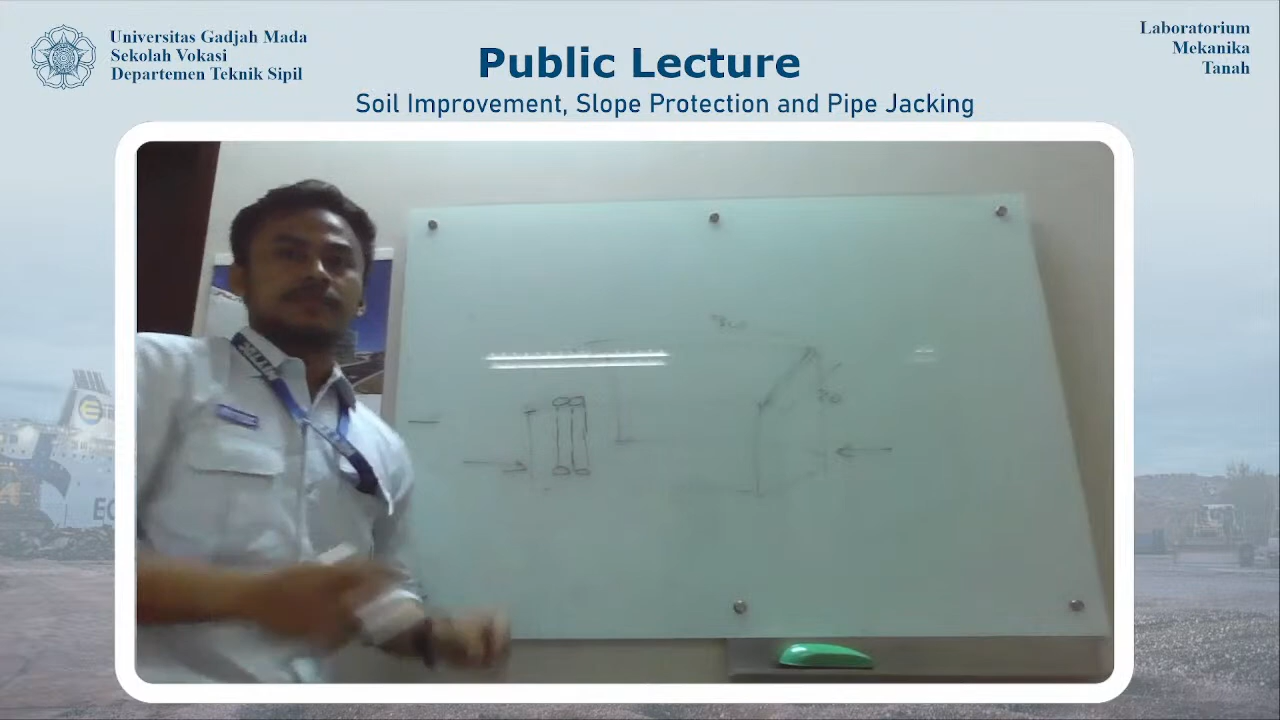 Universitas Gadjah Mada
Sekolah Vokasi
Departemen Teknik Sipil
Public Lecture
Soil Improvement, Slope Protection and Pipe Jacking
Laboratorium
Mekanika
Tanah